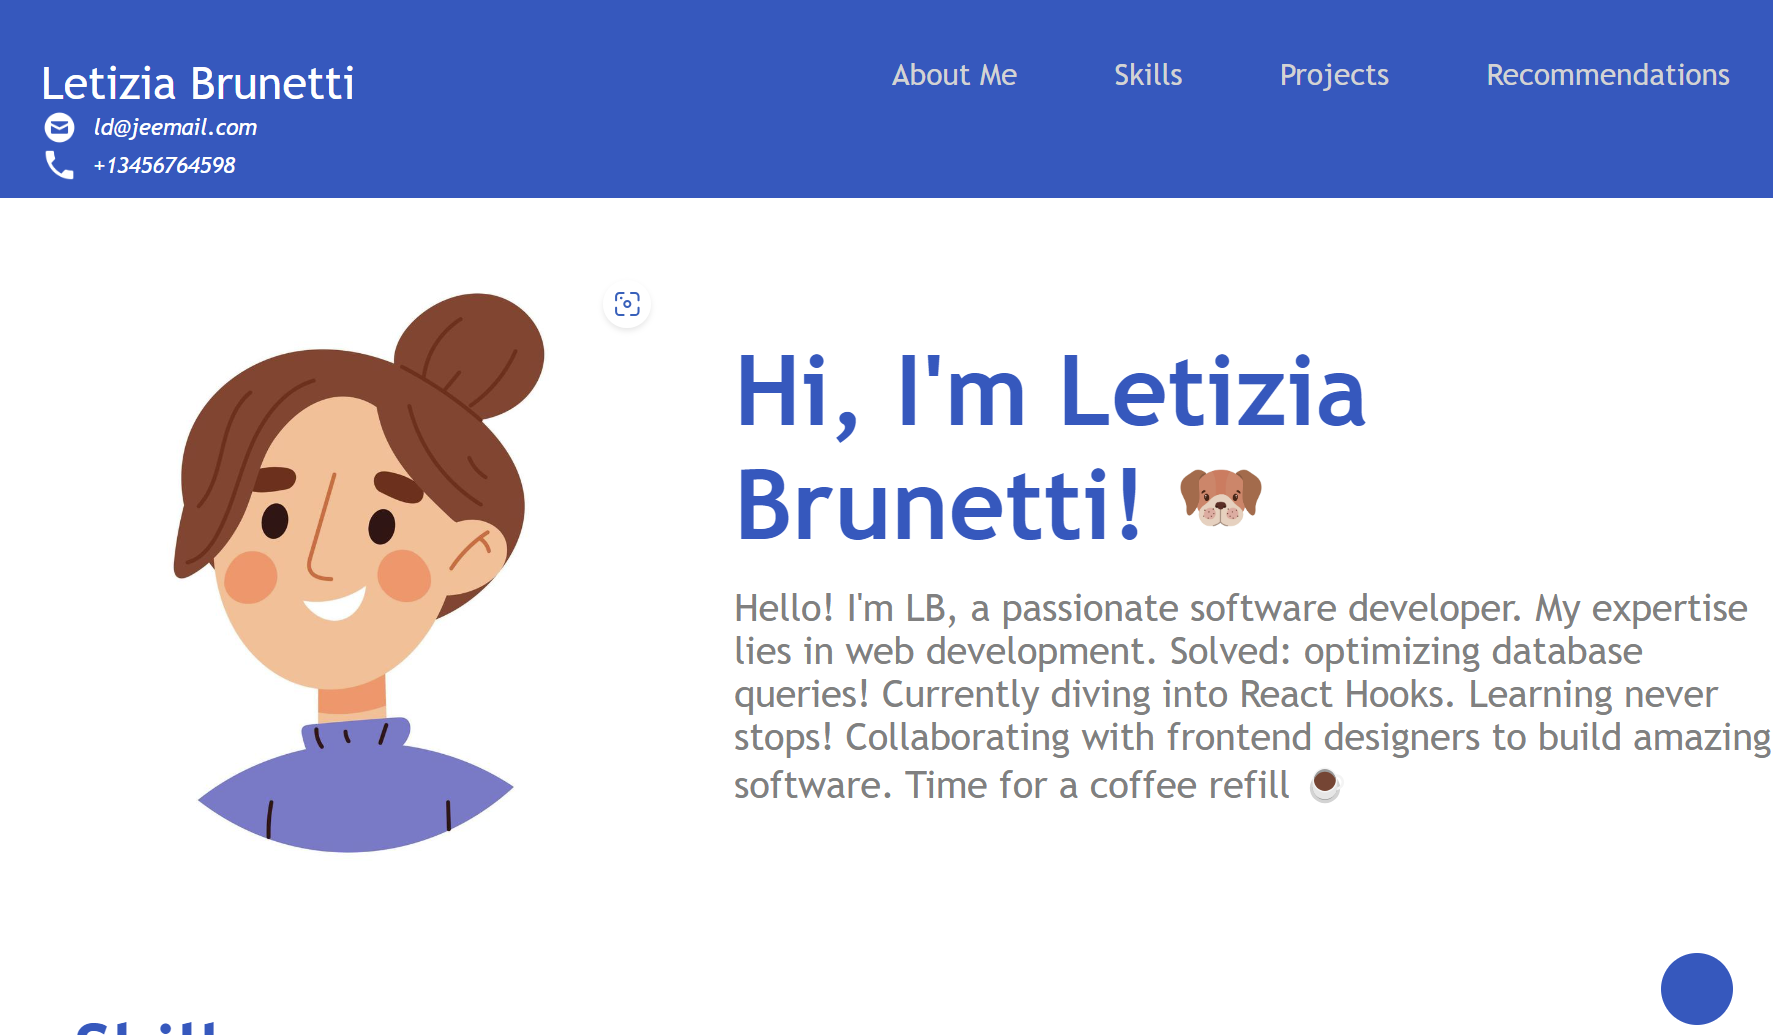 Letizia Brunetti
ld@jeemail.com
+13456764598
About Me Skills Projects Recommendations
Hi, I'm Letizia
Brunetti!
Hello! I'm LB, a passionate software developer. My expertise
lies in web development. Solved: optimizing database
queries! Currently diving into React Hooks. Learning never
stops! Collaborating with frontend designers to build amazing
software. Time for a coffee refill